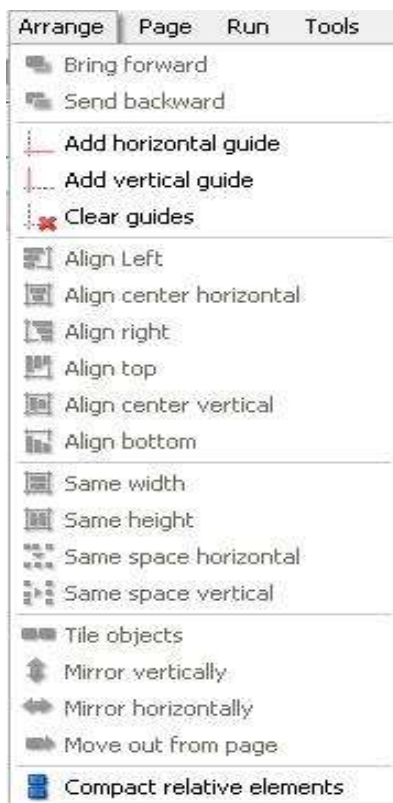 Arrange Page Run Tools
Bring forward
Send backward
Add horizontal guide
Add vertical guide
Clear guides
Align Left
Align center horizontal
Align right
Align top
Align center vertical
Align bottom
Same width
Same height
Same space horizontal
Same space vertical
Tile objects
Mirror vertically
Mirror horizontally
Move out from page
Compact relative elements